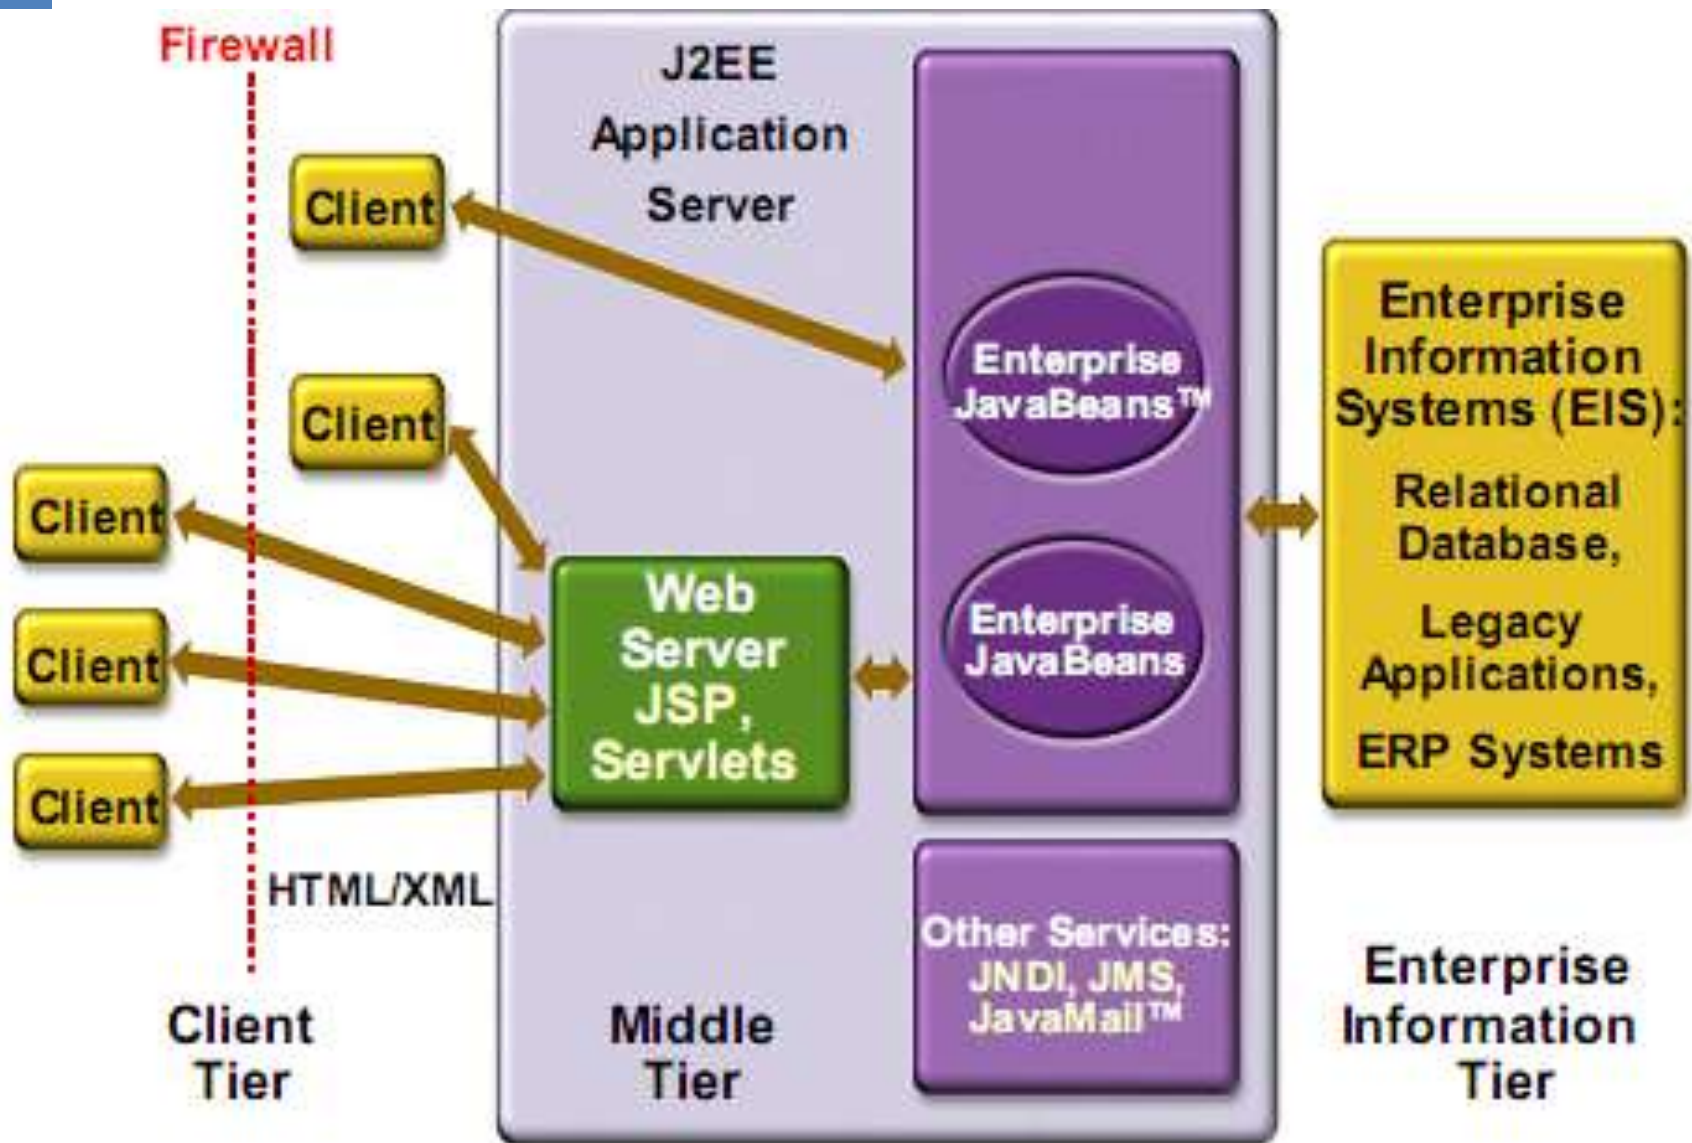 Firewall
J2EE
Application
Server
Client
Client
Client
Client
Client
HTML/XML
Web
Server
JSP,
Servlets
Enterprise
JavaBeans™
Enterprise
JavaBeans
Other Services:
JNDI, JMS,
JavaMail™
Enterprise
Information
Systems (EIS):
Relational
Database,
Legacy
Applications,
ERP Systems
Client
Tier
Middle
Tier
Enterprise
Information
Tier